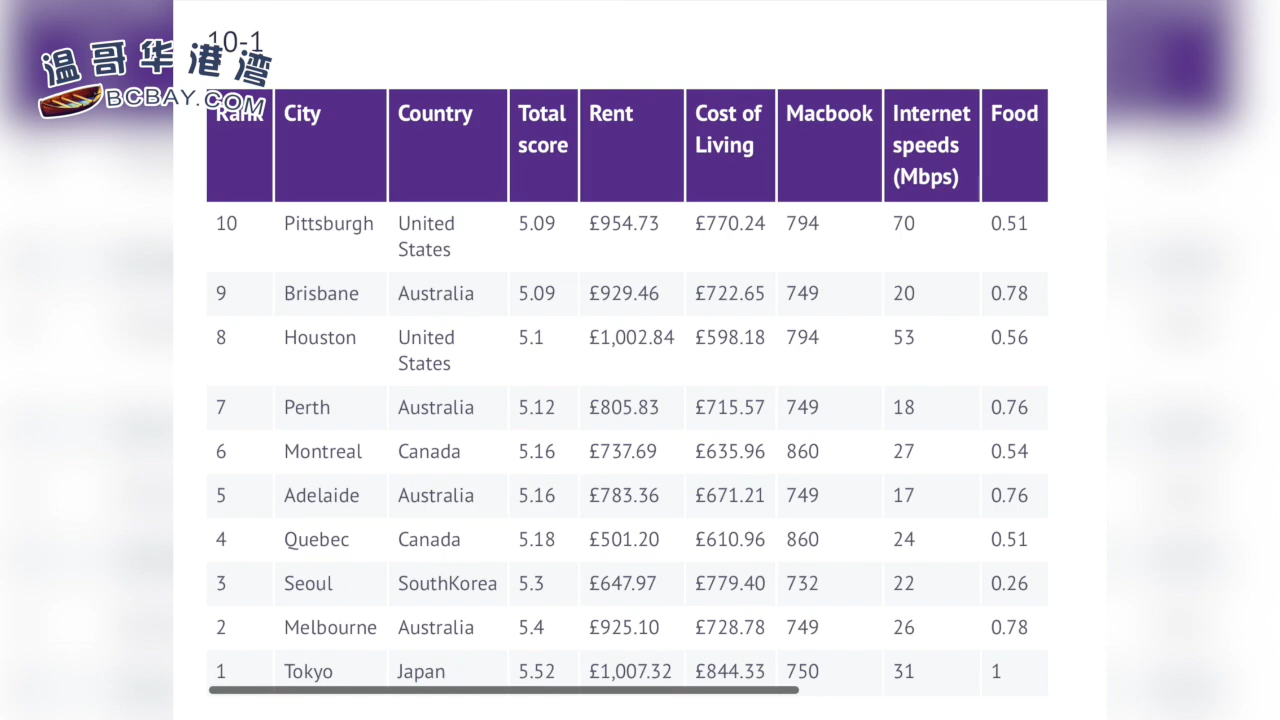 10-1
温哥华港湾
BCBAY.COM
Rank City Country Total score Rent Cost of Living Macbook Internet speeds (Mbps) Food
10 Pittsburgh United States 5.09 £954.73 £770.24 794 70 0.51
9 Brisbane Australia 5.09 £929.46 £722.65 749 20 0.78
8 Houston United States 5.1 £1,002.84 £598.18 794 53 0.56
7 Perth Australia 5.12 £805.83 £715.57 749 18 0.76
6 Montreal Canada 5.16 £737.69 £635.96 860 27 0.54
5 Adelaide Australia 5.16 £783.36 £671.21 749 17 0.76
4 Quebec Canada 5.18 £501.20 £610.96 860 24 0.51
3 Seoul SouthKorea 5.3 £647.97 £779.40 732 22 0.26
2 Melbourne Australia 5.4 £925.10 £728.78 749 26 0.78
1 Tokyo Japan 5.52 £1,007.32 £844.33 750 31 1